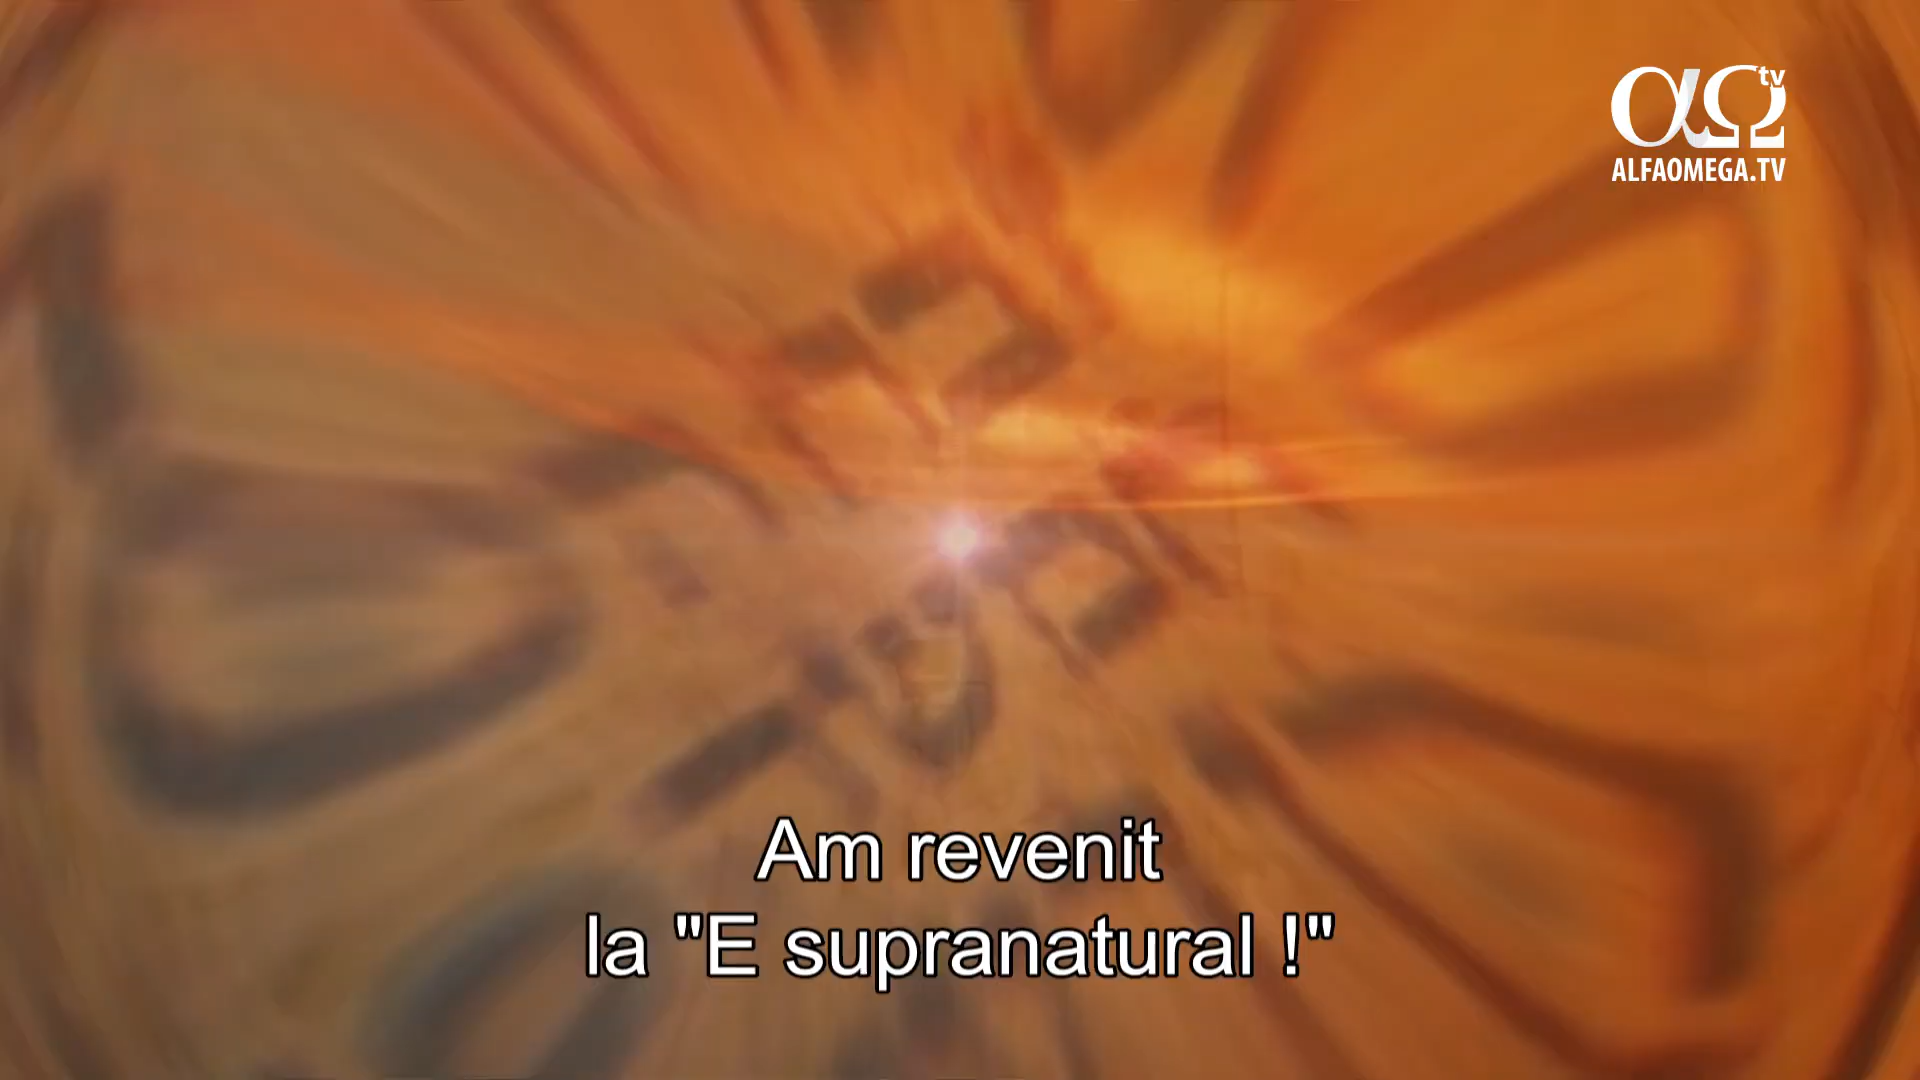 αΩ tv
ALFAOMEGA.TV
Am revenit
la "E supranatural !"